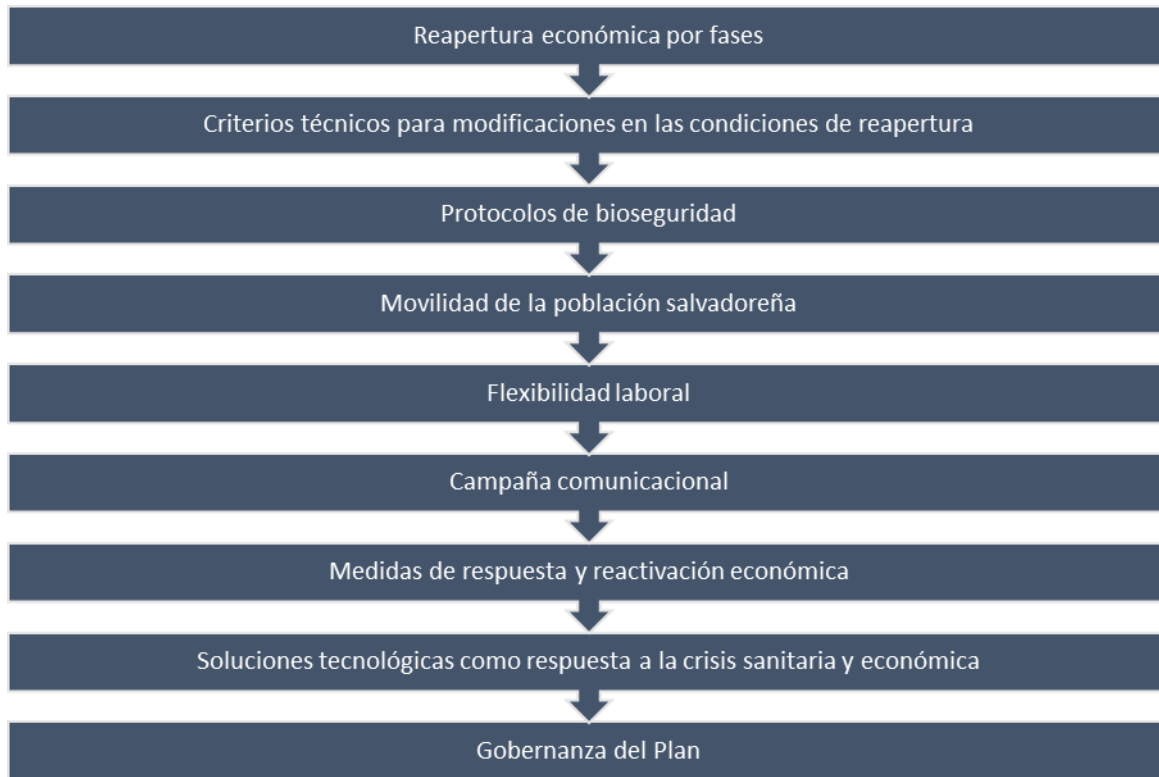 Reapertura económica por fases
Criterios técnicos para modificaciones en las condiciones de reapertura
Protocolos de bioseguridad
Movilidad de la población salvadoreña
Flexibilidad laboral
Campaña comunicacional
Medidas de respuesta y reactivación económica
Soluciones tecnológicas como respuesta a la crisis sanitaria y económica
Gobernanza del Plan